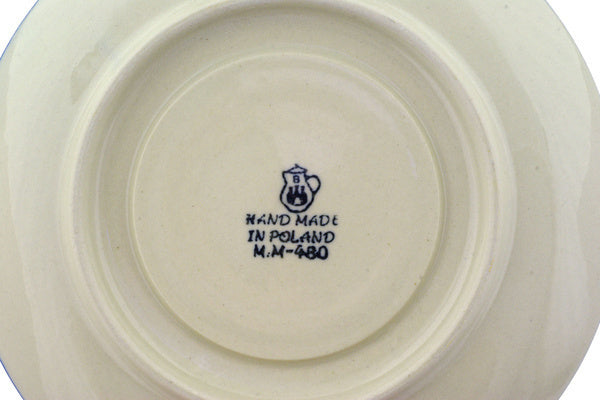 B
HAND MADE
IN POLAND
M.M-480